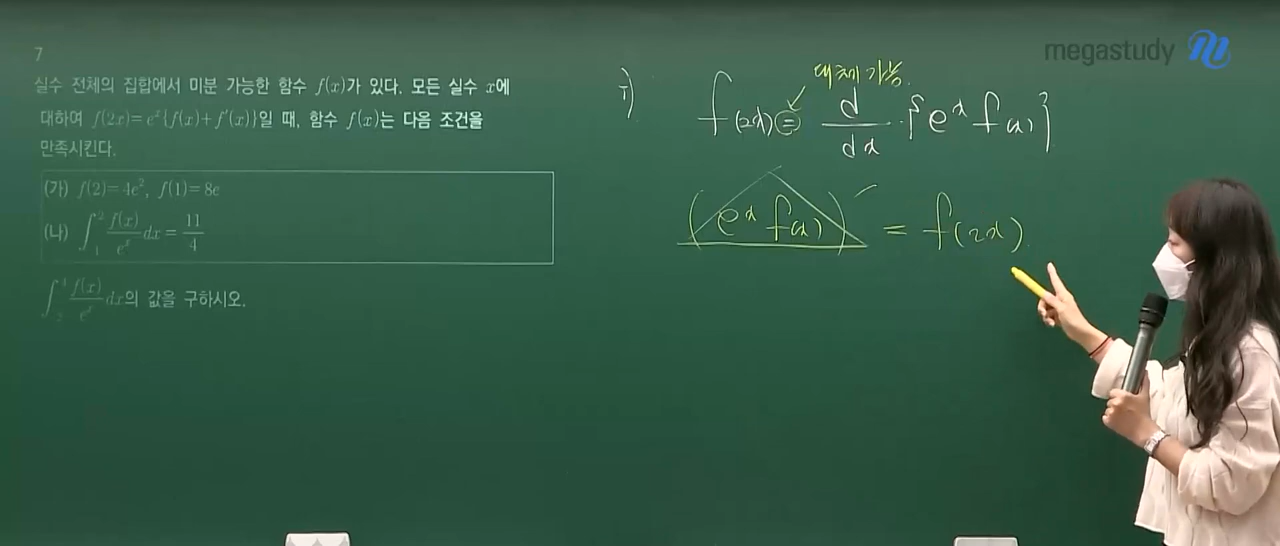 megastudy
7
실수 전체의 집합에서 미분 가능한 함수 f(x)가 있다. 모든 실수 x에
대하여 f(2x)=e^x{f(x)+f'(x)}일 때, 함수 f(x)는 다음 조건을
만족시킨다.
(가) f(2)=4e^2, f(1)=8e
(나) ∫_1^2 f(x)/e^x dx = 11/4
∫_2^4 f(x)/e^x dx의 값을 구하시오.
대체 가능.
i) f(2x) = d/dx {e^x f(x)}
(e^x f(x))' = f(2x)